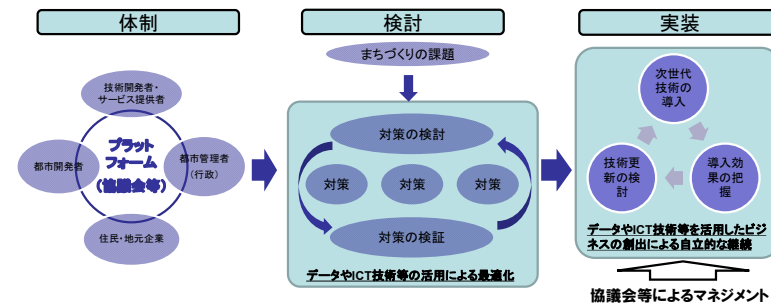 体制
技術開発者・
サービス提供者
都市開発者
プラット
フォーム
(協議会等)
都市管理者
(行政)
住民・地元企業
検討
まちづくりの課題
対策の検討
対策
対策
対策
対策の検証
データやICT技術等の活用による最適化
実装
次世代
技術の
導入
技術更
新の検
討
導入効
果の把
握
データやICT技術等を活用したビジ
ネスの創出による自立的な継続
協議会等によるマネジメント